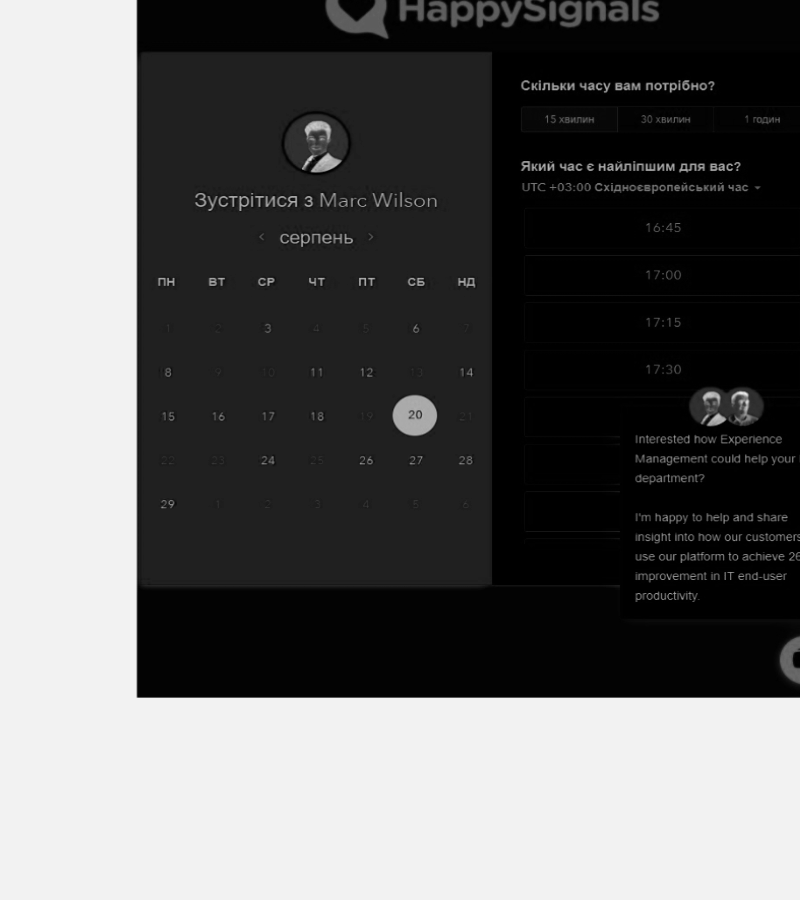 HappySignals
Зустрітися з Marc Wilson
‹ серпень ›
ПН ВТ СР ЧТ ПТ СБ НД
1 2 3 4 5 6 7
8 9 10 11 12 13 14
15 16 17 18 19 20 21
22 23 24 25 26 27 28
29 1 2 3 4 5 6
Скільки часу вам потрібно?
15 хвилин 30 хвилин 1 годин
Який час є найліпшим для вас?
UTC +03:00 Східноєвропейський час
16:45
17:00
17:15
17:30
Interested how Experience
Management could help your
department?
I'm happy to help and share
insight into how our customers
use our platform to achieve 26
improvement in IT end-user
productivity.